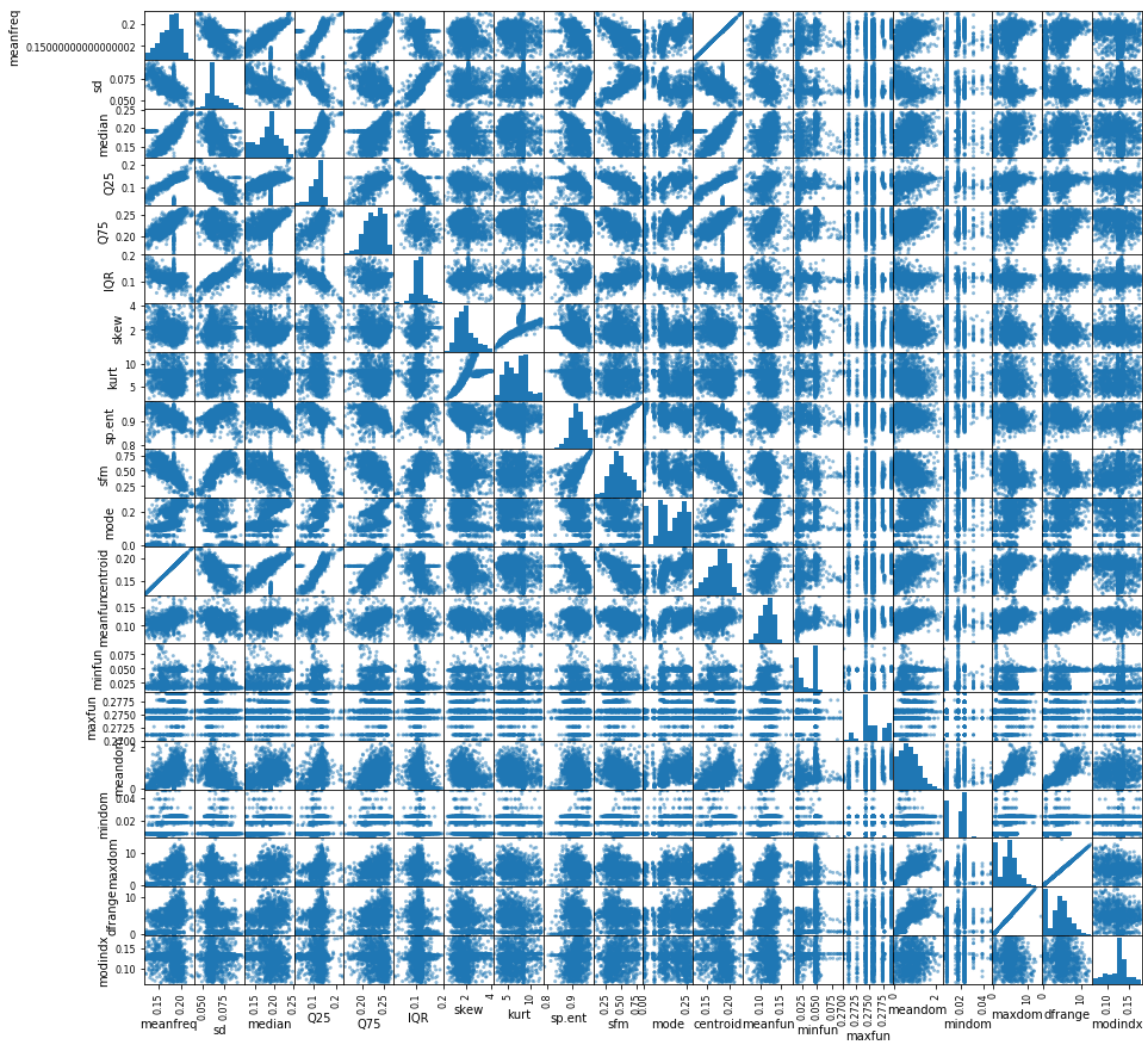 meanfreq
0.2
0.15000000000000002
sd
0.075
0.050
median
0.25
0.20
0.15
Q25
0.2
0.1
Q75
0.25
0.20
IQR
0.2
0.1
skew
4
2
kurt
10
5
sp.ent
0.9
0.8
sfm
0.75
0.50
0.25
mode
0.2
0.0
centroid
0.20
0.15
meanfun
0.15
0.10
minfun
0.075
0.050
0.025
maxfun
0.2775
0.2750
0.2725
0.2700
meandom
2
0
mindom
0.04
0.02
maxdom
10
0
dfrange
10
0
modindx
0.15
0.10
0.15 0.20 0.050 0.075 0.15 0.20 0.25 0.1 0.2 0.20 0.25 0.1 0.2 2 4 5 10 0.8 0.9 0.25 0.50 0.75 0.00 0.25 0.15 0.20 0.10 0.15 0.025 0.050 0.075 0.2700 0.2725 0.2750 0.2775 0 2 0.02 0.04 0 10 0 10 0.10 0.15
meanfreq sd median Q25 Q75 IQR skew kurt sp.ent sfm mode centroid meanfun minfun maxfun meandom mindom maxdom dfrange modindx